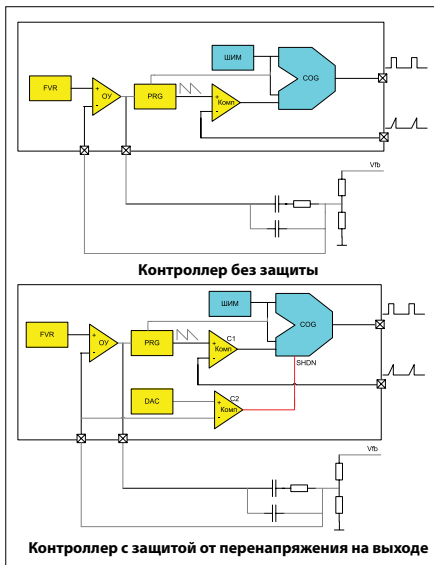 ШИМ
COG
FVR
+
ОУ
-
PRG
+
Комп
-
Vfb
Контроллер без защиты
ШИМ
COG
FVR
+
ОУ
-
PRG
+
C1
Комп
-
SHDN
DAC
+
C2
Комп
-
Vfb
Контроллер с защитой от перенапряжения на выходе